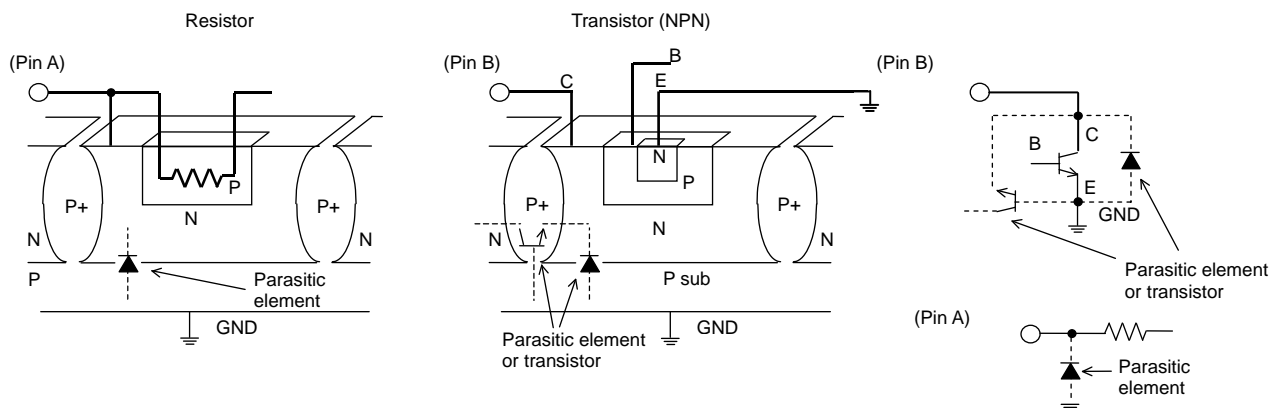 Resistor
(Pin A)
P
N
P+
P+
N
N
P
Parasitic
element
GND
Transistor (NPN)
(Pin B)
C
B
E
N
P
N
P+
P+
N
N
P sub
GND
Parasitic element
or transistor
(Pin B)
C
B
E
GND
Parasitic element
or transistor
(Pin A)
Parasitic
element